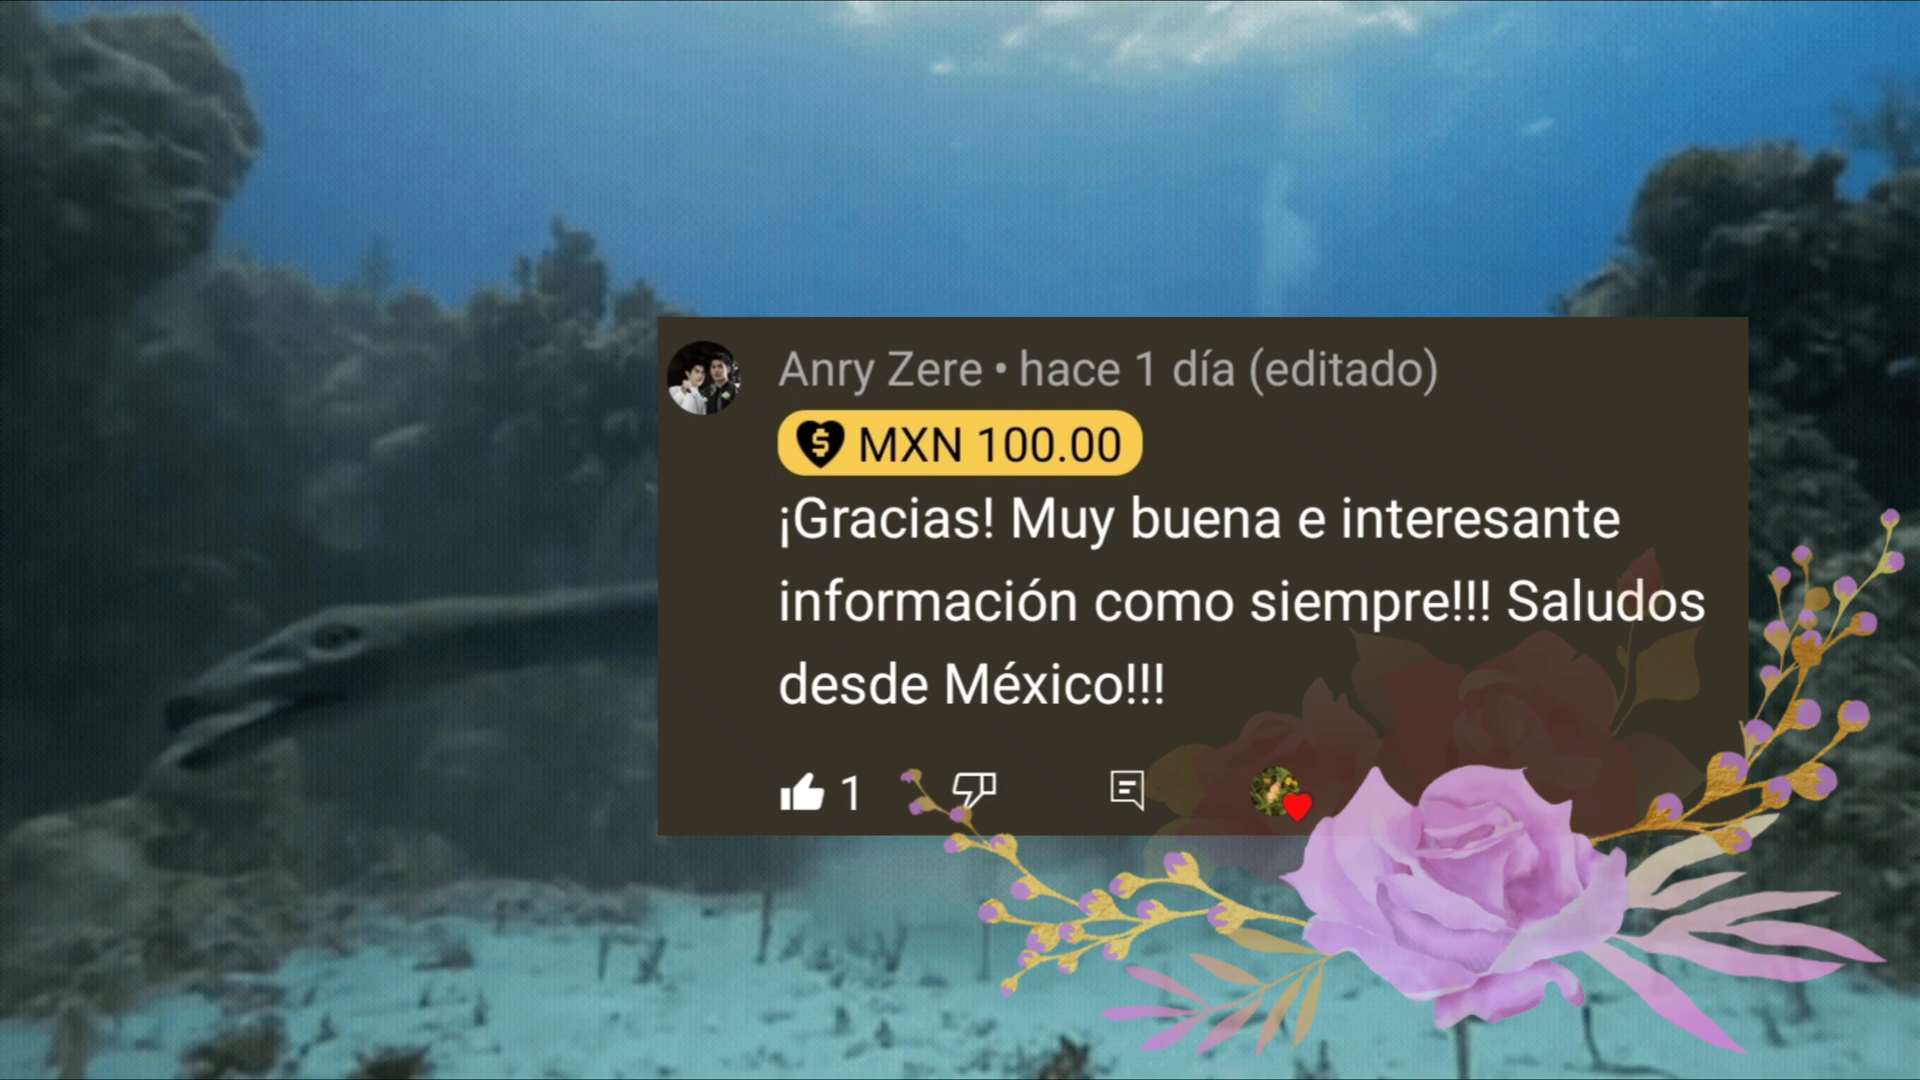 Anry Zere • hace 1 día (editado)
MXN 100.00
¡Gracias! Muy buena e interesante
información como siempre!!! Saludos
desde México!!!
1